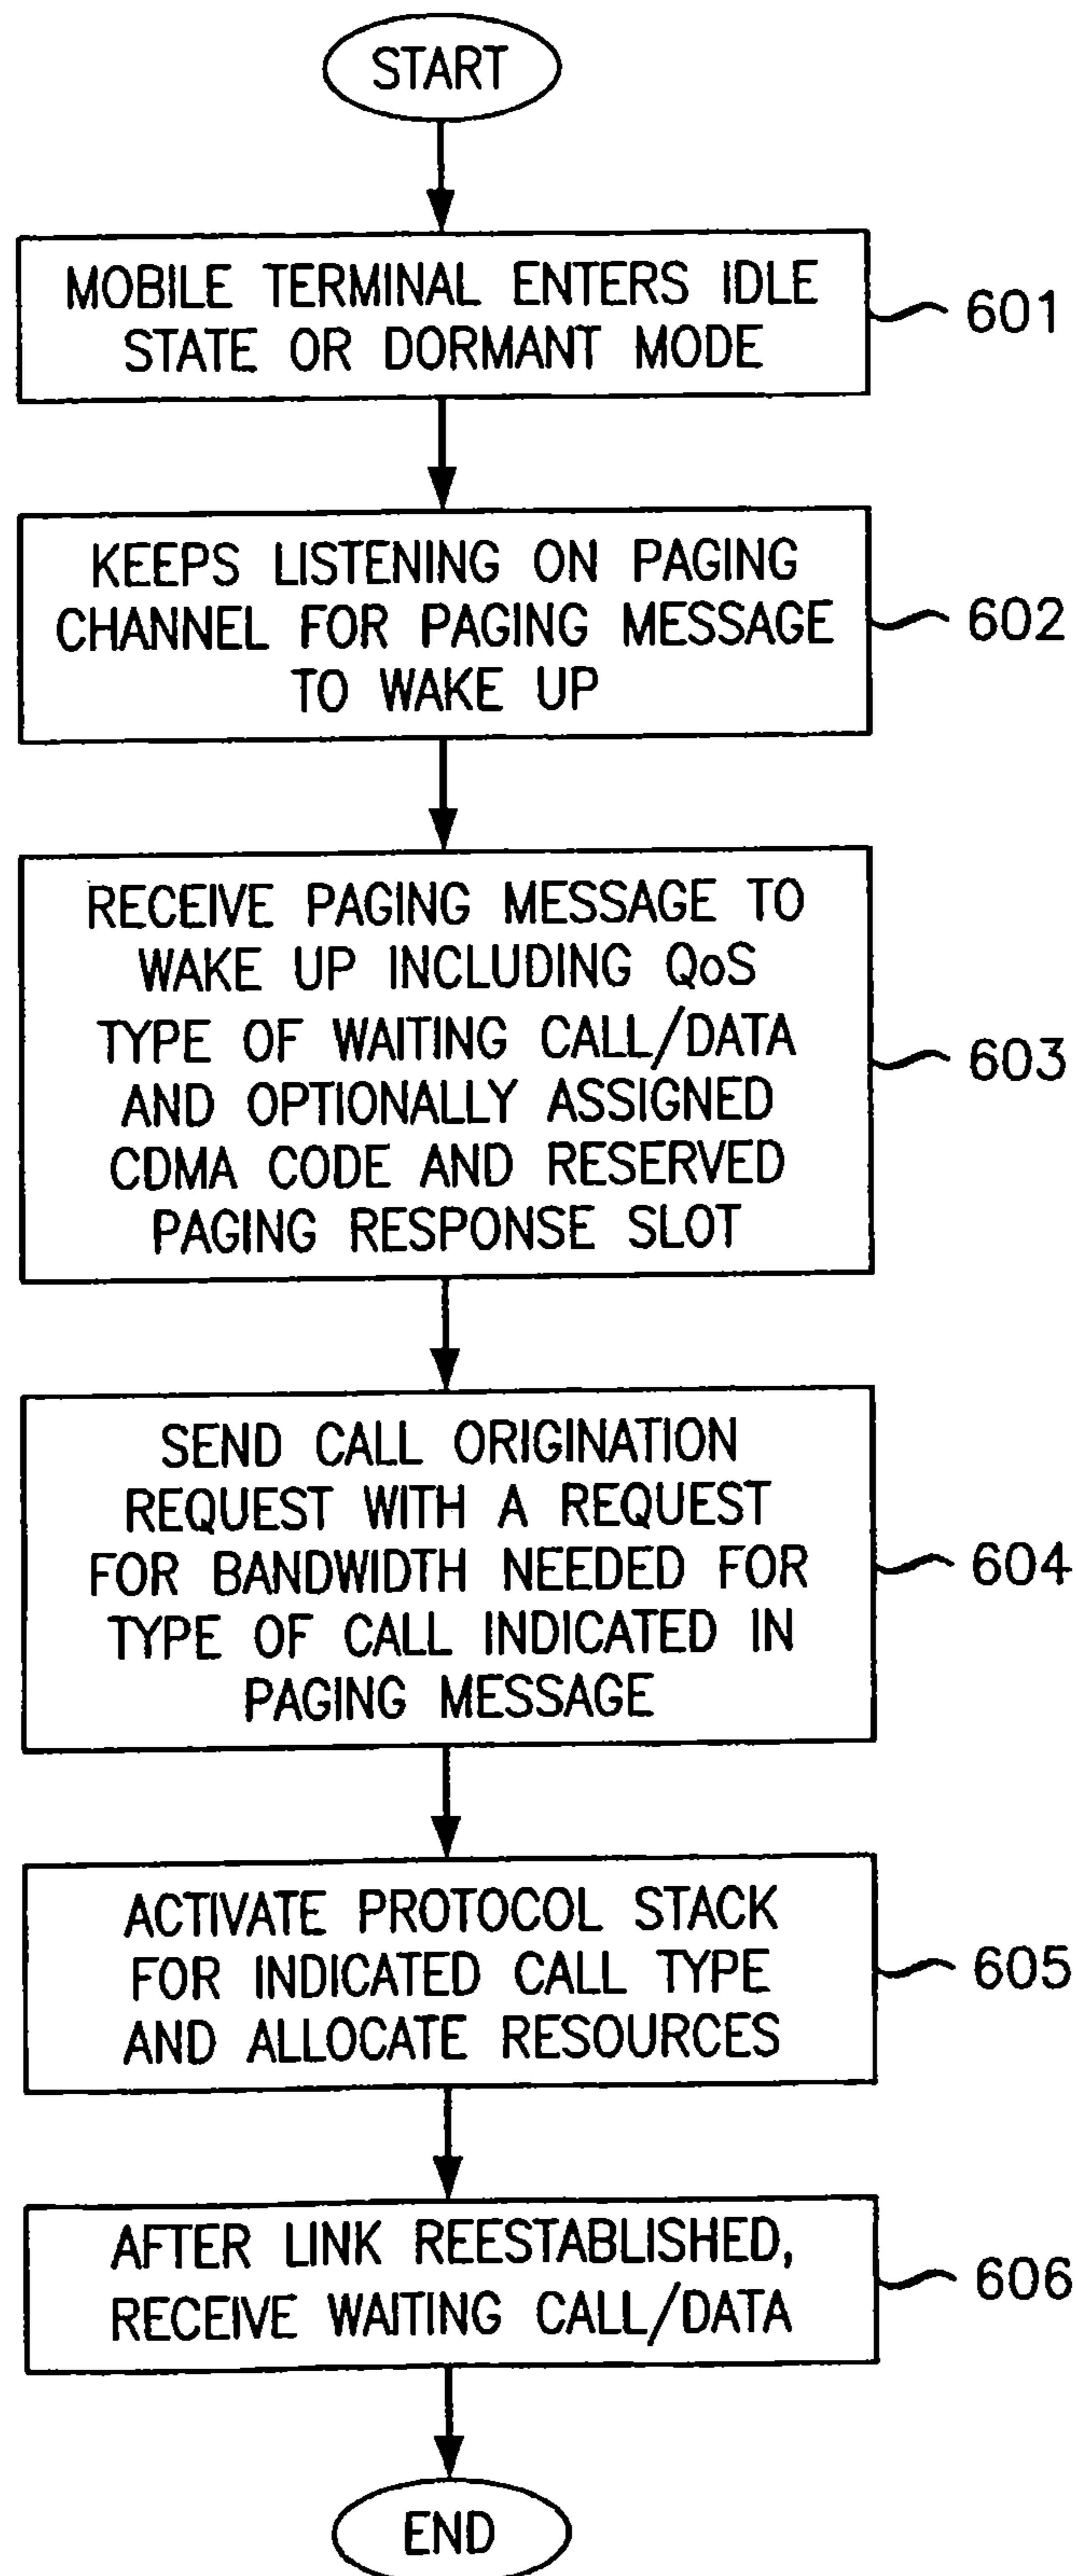 START
MOBILE TERMINAL ENTERS IDLE
STATE OR DORMANT MODE
601
KEEPS LISTENING ON PAGING
CHANNEL FOR PAGING MESSAGE
TO WAKE UP
602
RECEIVE PAGING MESSAGE TO
WAKE UP INCLUDING QoS
TYPE OF WAITING CALL/DATA
AND OPTIONALLY ASSIGNED
CDMA CODE AND RESERVED
PAGING RESPONSE SLOT
603
SEND CALL ORIGINATION
REQUEST WITH A REQUEST
FOR BANDWIDTH NEEDED FOR
TYPE OF CALL INDICATED IN
PAGING MESSAGE
604
ACTIVATE PROTOCOL STACK
FOR INDICATED CALL TYPE
AND ALLOCATE RESOURCES
605
AFTER LINK REESTABLISHED,
RECEIVE WAITING CALL/DATA
606
END